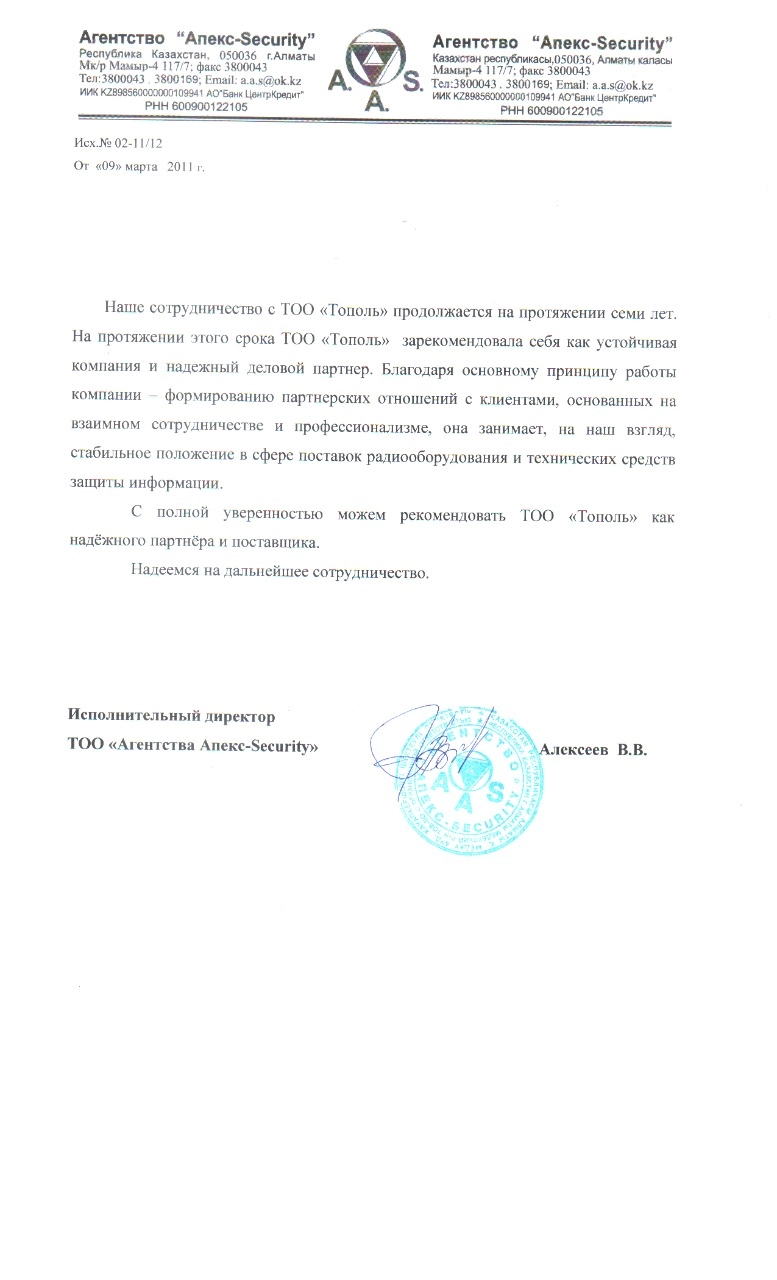 Агентство “Апекс-Security”
Республика Казахстан, 050036 г.Алматы
Мк/р Мамыр-4 117/7; факс 3800043
Тел:3800043 . 3800169; Email: a.a.s@ok.kz
ИИК KZ898560000000109941 АО"Банк ЦентрКредит"
РНН 600900122105
A. S.
A.
Агентство “Апекс-Security”
Казахстан республикасы,050036, Алматы каласы
Мамыр-4 117/7; факс 3800043
Тел:3800043 . 3800169; Email: a.a.s@ok.kz
ИИК KZ898560000000109941 АО"Банк ЦентрКредит"
РНН 600900122105
Исх.№ 02-11/12
От «09» марта 2011 г.
Наше сотрудничество с ТОО «Тополь» продолжается на протяжении семи лет.
На протяжении этого срока ТОО «Тополь» зарекомендовала себя как устойчивая
компания и надежный деловой партнер. Благодаря основному принципу работы
компании – формированию партнерских отношений с клиентами, основанных на
взаимном сотрудничестве и профессионализме, она занимает, на наш взгляд,
стабильное положение в сфере поставок радиооборудования и технических средств
защиты информации.
С полной уверенностью можем рекомендовать ТОО «Тополь» как
надёжного партнёра и поставщика.
Надеемся на дальнейшее сотрудничество.
Исполнительный директор
ТОО «Агентства Апекс-Security»
Алексеев В.В.
АГЕНТСТВО
A S
A
АПЕКС-SECURITY